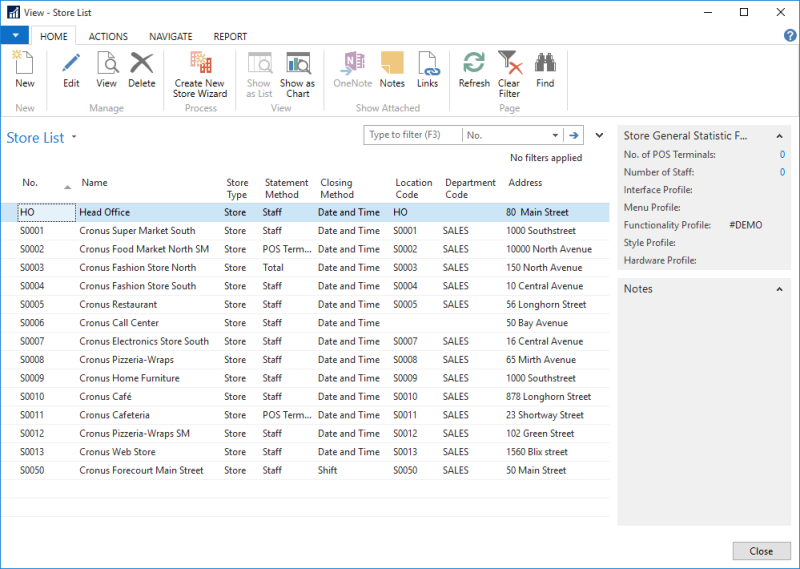 View - Store List
HOME ACTIONS NAVIGATE REPORT
New Edit View Delete Create New Store Wizard Show as List Show as Chart OneNote Notes Links Refresh Clear Filter Find
New Manage Process View Show Attached Page
Store List
Type to filter (F3) No.
No filters applied
No. Name Store Type Statement Method Closing Method Location Code Department Code Address
HO Head Office Store Staff Date and Time HO 80 Main Street
S0001 Cronus Super Market South Store Staff Date and Time S0001 SALES 1000 Southstreet
S0002 Cronus Food Market North SM Store POS Term... Date and Time S0002 SALES 10000 North Avenue
S0003 Cronus Fashion Store North Store Total Date and Time S0003 SALES 150 North Avenue
S0004 Cronus Fashion Store South Store Staff Date and Time S0004 SALES 10 Central Avenue
S0005 Cronus Restaurant Store Staff Date and Time S0005 SALES 56 Longhorn Street
S0006 Cronus Call Center Store Staff Date and Time 50 Bay Avenue
S0007 Cronus Electronics Store South Store Staff Date and Time S0007 SALES 16 Central Avenue
S0008 Cronus Pizzeria-Wraps Store Staff Date and Time S0008 SALES 65 Mirth Avenue
S0009 Cronus Home Furniture Store Staff Date and Time S0009 SALES 1000 Southstreet
S0010 Cronus Café Store Staff Date and Time S0010 SALES 878 Longhorn Street
S0011 Cronus Cafeteria Store POS Term... Date and Time S0011 SALES 23 Shortway Street
S0012 Cronus Pizzeria-Wraps SM Store Staff Date and Time S0012 SALES 102 Green Street
S0013 Cronus Web Store Store Staff Date and Time S0013 SALES 1560 Blix street
S0050 Cronus Forecourt Main Street Store Staff Shift S0050 SALES 50 Main Street
Store General Statistic F...
No. of POS Terminals: 0
Number of Staff: 0
Interface Profile:
Menu Profile:
Functionality Profile: #DEMO
Style Profile:
Hardware Profile:
Notes
Close